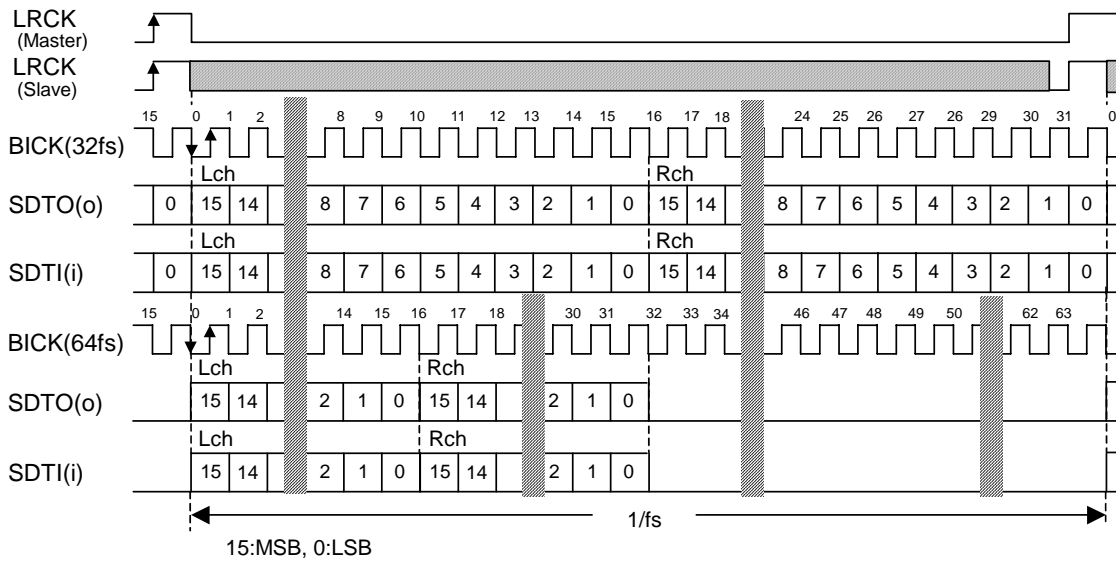 LRCK
(Master)
LRCK
(Slave)
15 0 1 2 8 9 10 11 12 13 14 15 16 17 18 24 25 26 26 29 30 31 0
BICK(32fs)
Lch Rch
SDTO(o) 0 15 14 8 7 6 5 4 3 2 1 0 15 14 8 7 6 5 4 3 2 1 0
Lch Rch
SDTI(i) 0 15 14 8 7 6 5 4 3 2 1 0 15 14 8 7 6 5 4 3 2 1 0
15 0 1 2 14 15 16 17 18 30 31 32 33 34 46 47 48 49 50 62 63
BICK(64fs)
Lch Rch
SDTO(o) 15 14 2 1 0 15 14 2 1 0
Lch Rch
SDTI(i) 15 14 2 1 0 15 14 2 1 0
1/fs
15:MSB, 0:LSB